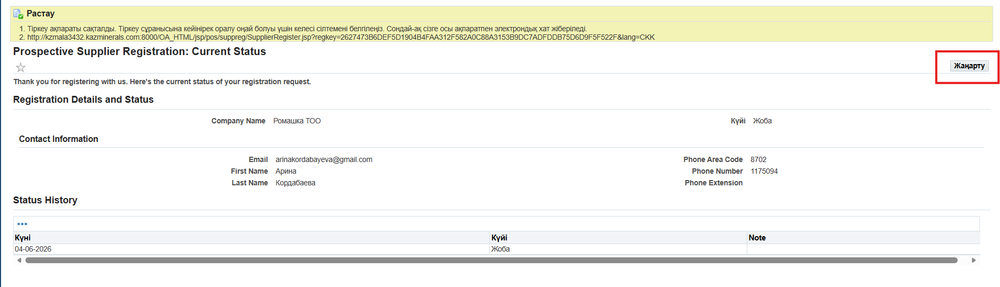 Растау
1. Тіркеу ақпараты сақталды. Тіркеу сұранысына кейінірек оралу оңай болуы үшін келесі сілтемені белгілеңіз. Сондай-ақ сізге осы ақпаратпен электрондық хат жіберіледі.
2. http://kzmala3432.kazminerals.com:8000/OA_HTML/jsp/pos/suppreg/SupplierRegister.jsp?regkey=2627473B6DEF5D1904B4FAA312F582A0C88A3153B9DC7ADFDDB75D6D9F5F522F&lang=CKK
Prospective Supplier Registration: Current Status
Жаңарту
Thank you for registering with us. Here's the current status of your registration request.
Registration Details and Status
Company Name Ромашка ТОО Күйі Жоба
Contact Information
Email arinakordabayeva@gmail.com Phone Area Code 8702
First Name Арина Phone Number 1175094
Last Name Кордабаева Phone Extension
Status History
Күні Күйі Note
04-06-2026 Жоба